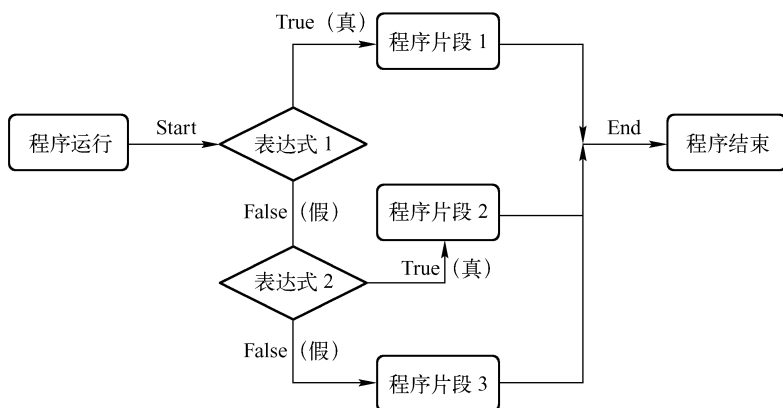 True（真）
程序片段 1
程序运行
Start
表达式 1
End
程序结束
False（假）
程序片段 2
表达式 2
True（真）
False（假）
程序片段 3